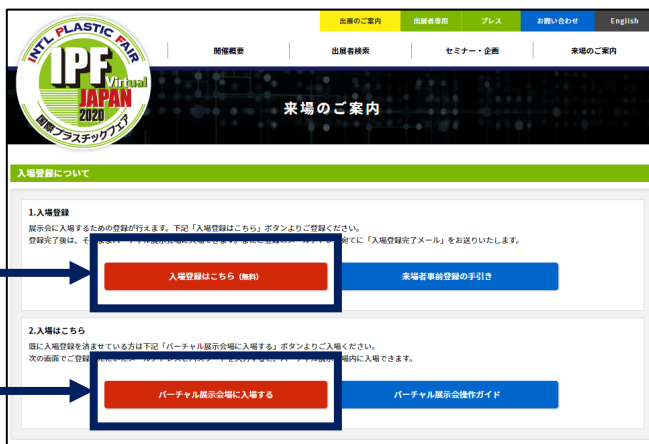 出展のご案内 出展者専用 プレス お問い合わせ English
INTL PLASTIC FAIR
IPF
Virtual
JAPAN
2020
国際プラスチックフェア
開催概要 出展者検索 セミナー・企画 来場のご案内
来場のご案内
入場登録について
1.入場登録
展示会に入場するための登録が行えます。下記「入場登録はこちら」ボタンよりご登録ください。
登録完了後は、そ 宛てに「入場登録完了メール」をお送りいたします。
入場登録はこちら（無料） 来場者事前登録の手引き
2.入場はこちら
既に入場登録を済ませている方は下記「バーチャル展示会場に入場する」ボタンよりご入場ください。
次の画面でご登録 場内に入場できます。
バーチャル展示会場に入場する バーチャル展示会操作ガイド